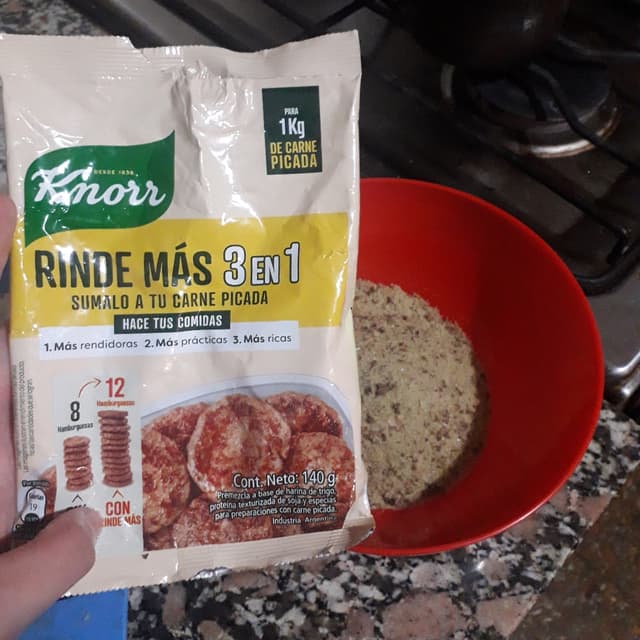 PARA
1Kg
DE CARNE
PICADA
DESDE 1838
Knorr
RINDE MÁS 3 EN 1
SUMALO A TU CARNE PICADA
HACE TUS COMIDAS
1. Más rendidoras 2. Más prácticas 3. Más ricas
8
Hamburguesas
12
Hamburguesas
CON
RINDE MÁS
19
Cont. Neto: 140 g
Premezcla a base de harina de trigo,
proteína texturizada de soja y especias
para preparaciones con carne picada.
Industria Argentina